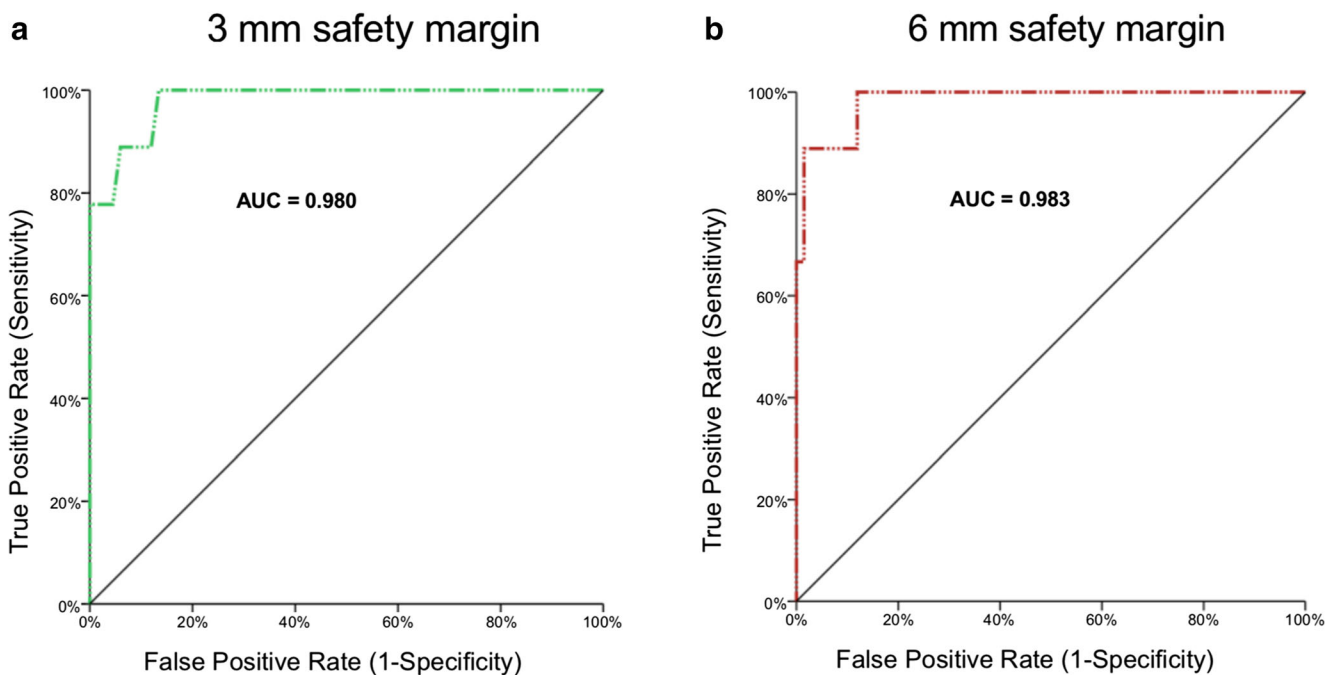 a
3 mm safety margin
100%
80%
60%
40%
20%
0%
True Positive Rate (Sensitivity)
AUC = 0.980
0%
20%
40%
60%
80%
100%
False Positive Rate (1-Specificity)
b
6 mm safety margin
100%
80%
60%
40%
20%
0%
True Positive Rate (Sensitivity)
AUC = 0.983
0%
20%
40%
60%
80%
100%
False Positive Rate (1-Specificity)